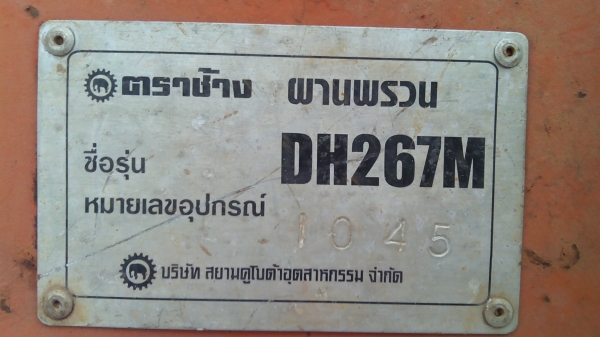 ตราช้าง ผานพรวน
ชื่อรุ่น DH267M
หมายเลขอุปกรณ์ 1045
บริษัท สยามคูโบต้าอุตสาหกรรม จำกัด